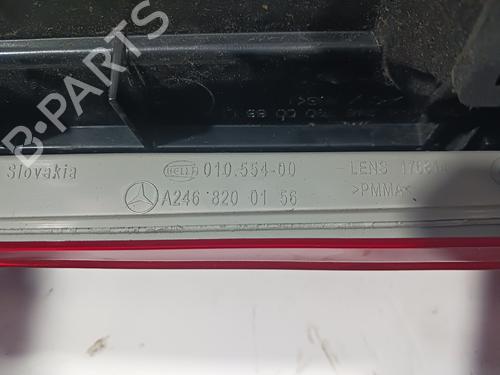 B-PARTS
Slovakia
HELLA 010.554-00
-LENS
A246 820 01 56
>PMMA<